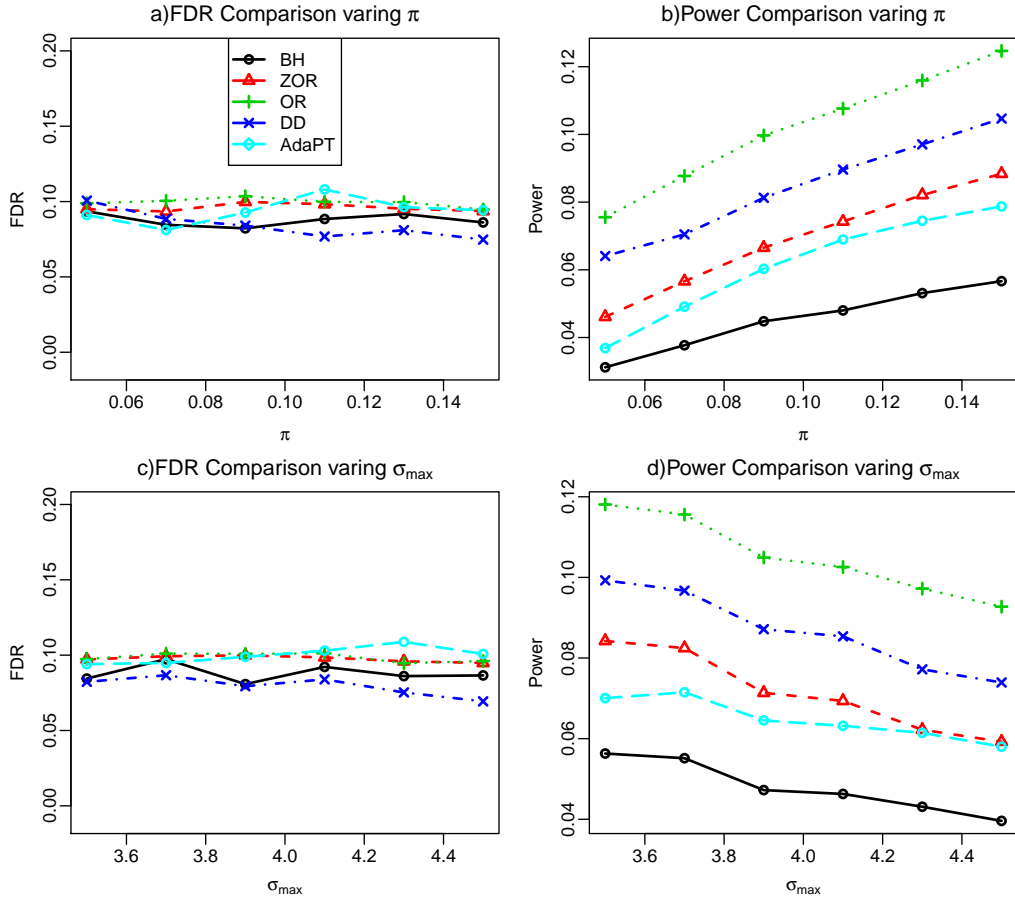 a)FDR Comparison varing π
FDR
0.00 0.05 0.10 0.15 0.20
BH
ZOR
OR
DD
AdaPT
0.06 0.08 0.10 0.12 0.14
π
b)Power Comparison varing π
Power
0.04 0.06 0.08 0.10 0.12
0.06 0.08 0.10 0.12 0.14
π
c)FDR Comparison varing σmax
FDR
0.00 0.05 0.10 0.15 0.20
3.6 3.8 4.0 4.2 4.4
σmax
d)Power Comparison varing σmax
Power
0.04 0.06 0.08 0.10 0.12
3.6 3.8 4.0 4.2 4.4
σmax